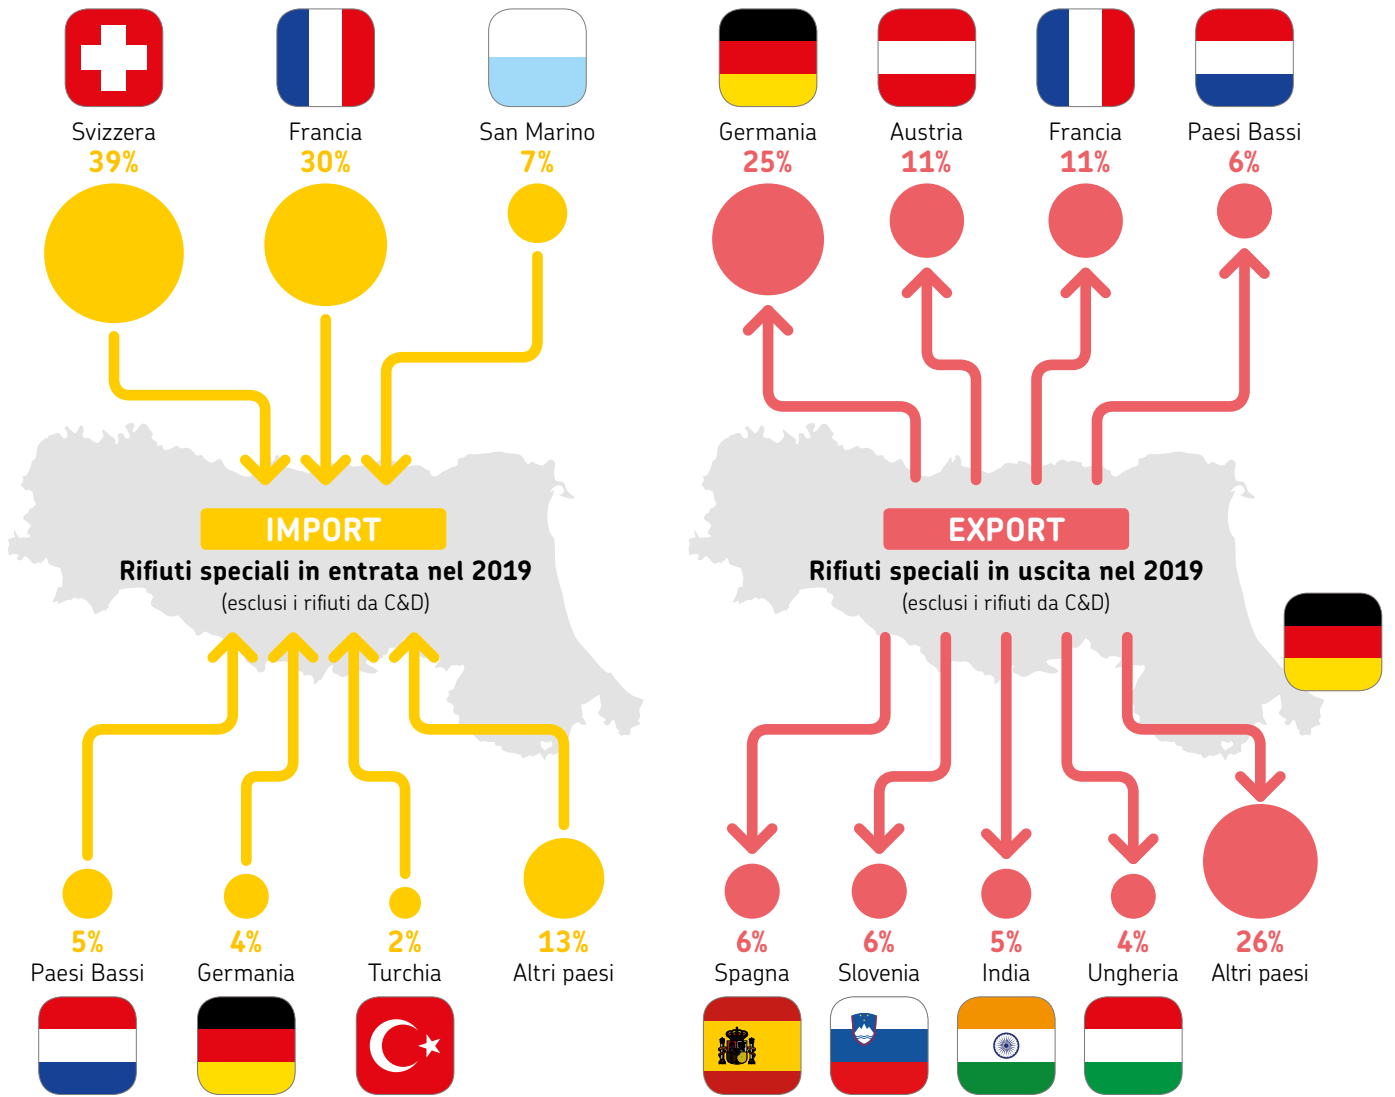 Svizzera
39%
Francia
30%
San Marino
7%
IMPORT
Rifiuti speciali in entrata nel 2019
(esclusi i rifiuti da C&D)
5%
Paesi Bassi
4%
Germania
2%
Turchia
13%
Altri paesi
Germania
25%
Austria
11%
Francia
11%
Paesi Bassi
6%
EXPORT
Rifiuti speciali in uscita nel 2019
(esclusi i rifiuti da C&D)
6%
Spagna
6%
Slovenia
5%
India
4%
Ungheria
26%
Altri paesi